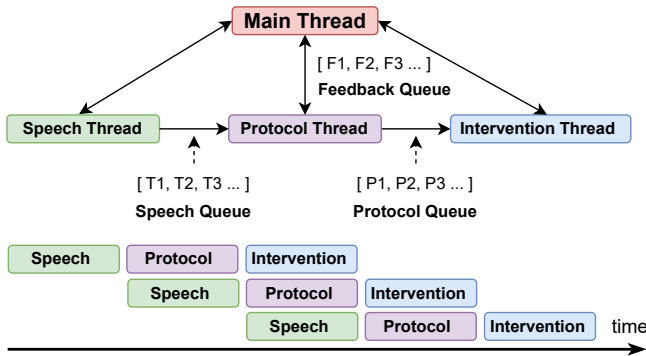 Main Thread
[ F1, F2, F3 ... ]
Feedback Queue
Speech Thread
Protocol Thread
Intervention Thread
[ T1, T2, T3 ... ]
Speech Queue
[ P1, P2, P3 ... ]
Protocol Queue
Speech Protocol Intervention
Speech Protocol Intervention
Speech Protocol Intervention
time